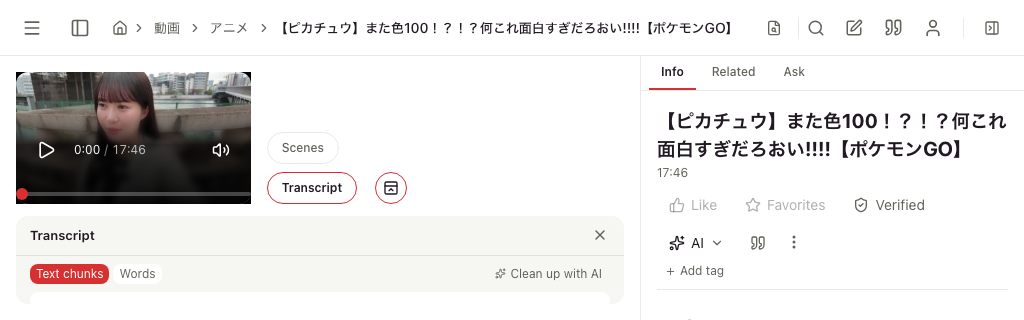 動画
アニメ
【ピカチュウ】また色100！？！？何これ面白すぎだろおい!!!!【ポケモンGO】
0:00 / 17:46
Scenes
Transcript
Transcript
Text chunks
Words
Clean up with AI
Info
Related
Ask
【ピカチュウ】また色100！？！？何これ
面白すぎだろおい!!!!【ポケモンGO】
17:46
Like
Favorites
Verified
AI
+ Add tag